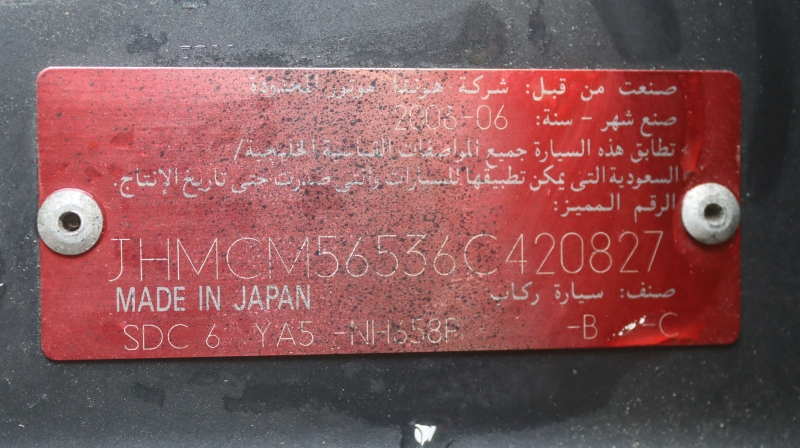 صنعت من قبل: شركة هوندا موتور المحدودة
صنع شهر - سنة: 2006-06
تطابق هذه السيارة جميع المواصفات القياسية الخليجية/
السعودية التى يمكن تطبيقها للسيارات والتى صدرت حتى تاريخ الإنتاج.
الرقم المميز:
JHMCM56536C420827
صنف: سيارة ركاب
MADE IN JAPAN
SDC 6 YA5 -NH658P -B -C